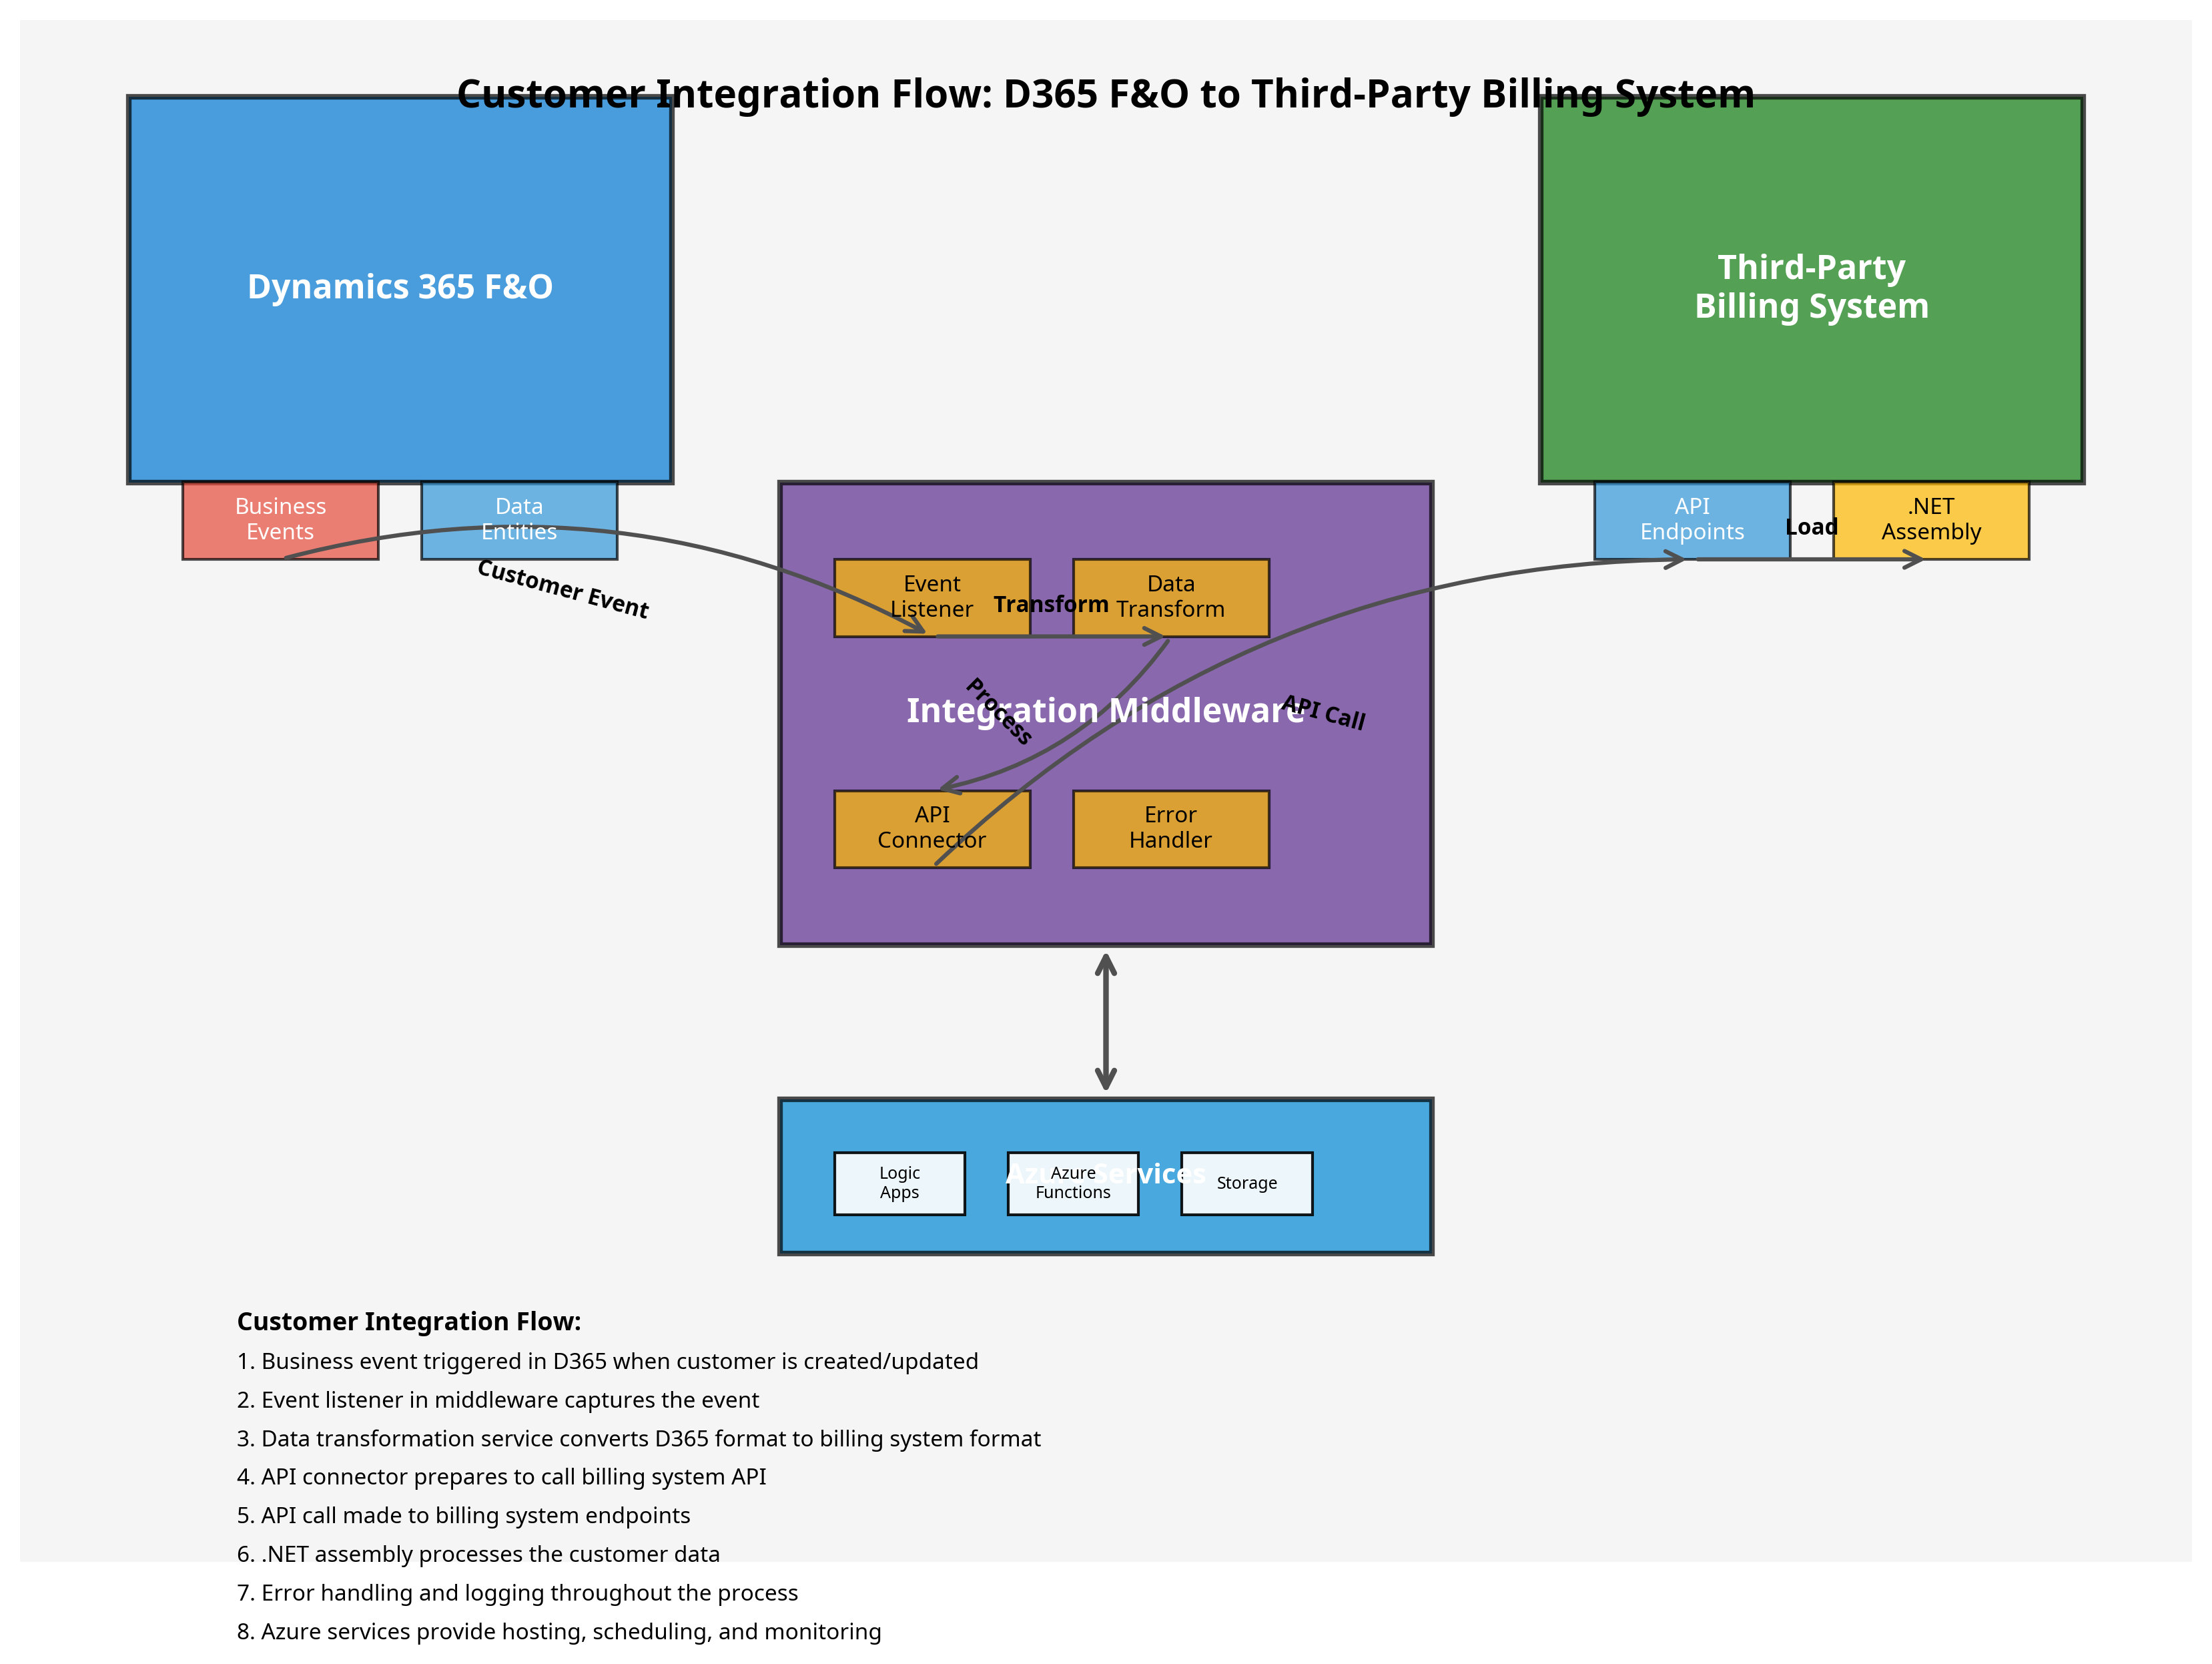 Customer Integration Flow: D365 F&O to Third-Party Billing System
Dynamics 365 F&O
Third-Party
Billing System
Business
Events
Data
Entities
API
Endpoints
Load
.NET
Assembly
Customer Event
Event
Listener
Transform
Data
Transform
Process
Integration Middleware
API Call
API
Connector
Error
Handler
Azure Services
Logic
Apps
Azure
Functions
Storage
Customer Integration Flow:
1. Business event triggered in D365 when customer is created/updated
2. Event listener in middleware captures the event
3. Data transformation service converts D365 format to billing system format
4. API connector prepares to call billing system API
5. API call made to billing system endpoints
6. .NET assembly processes the customer data
7. Error handling and logging throughout the process
8. Azure services provide hosting, scheduling, and monitoring